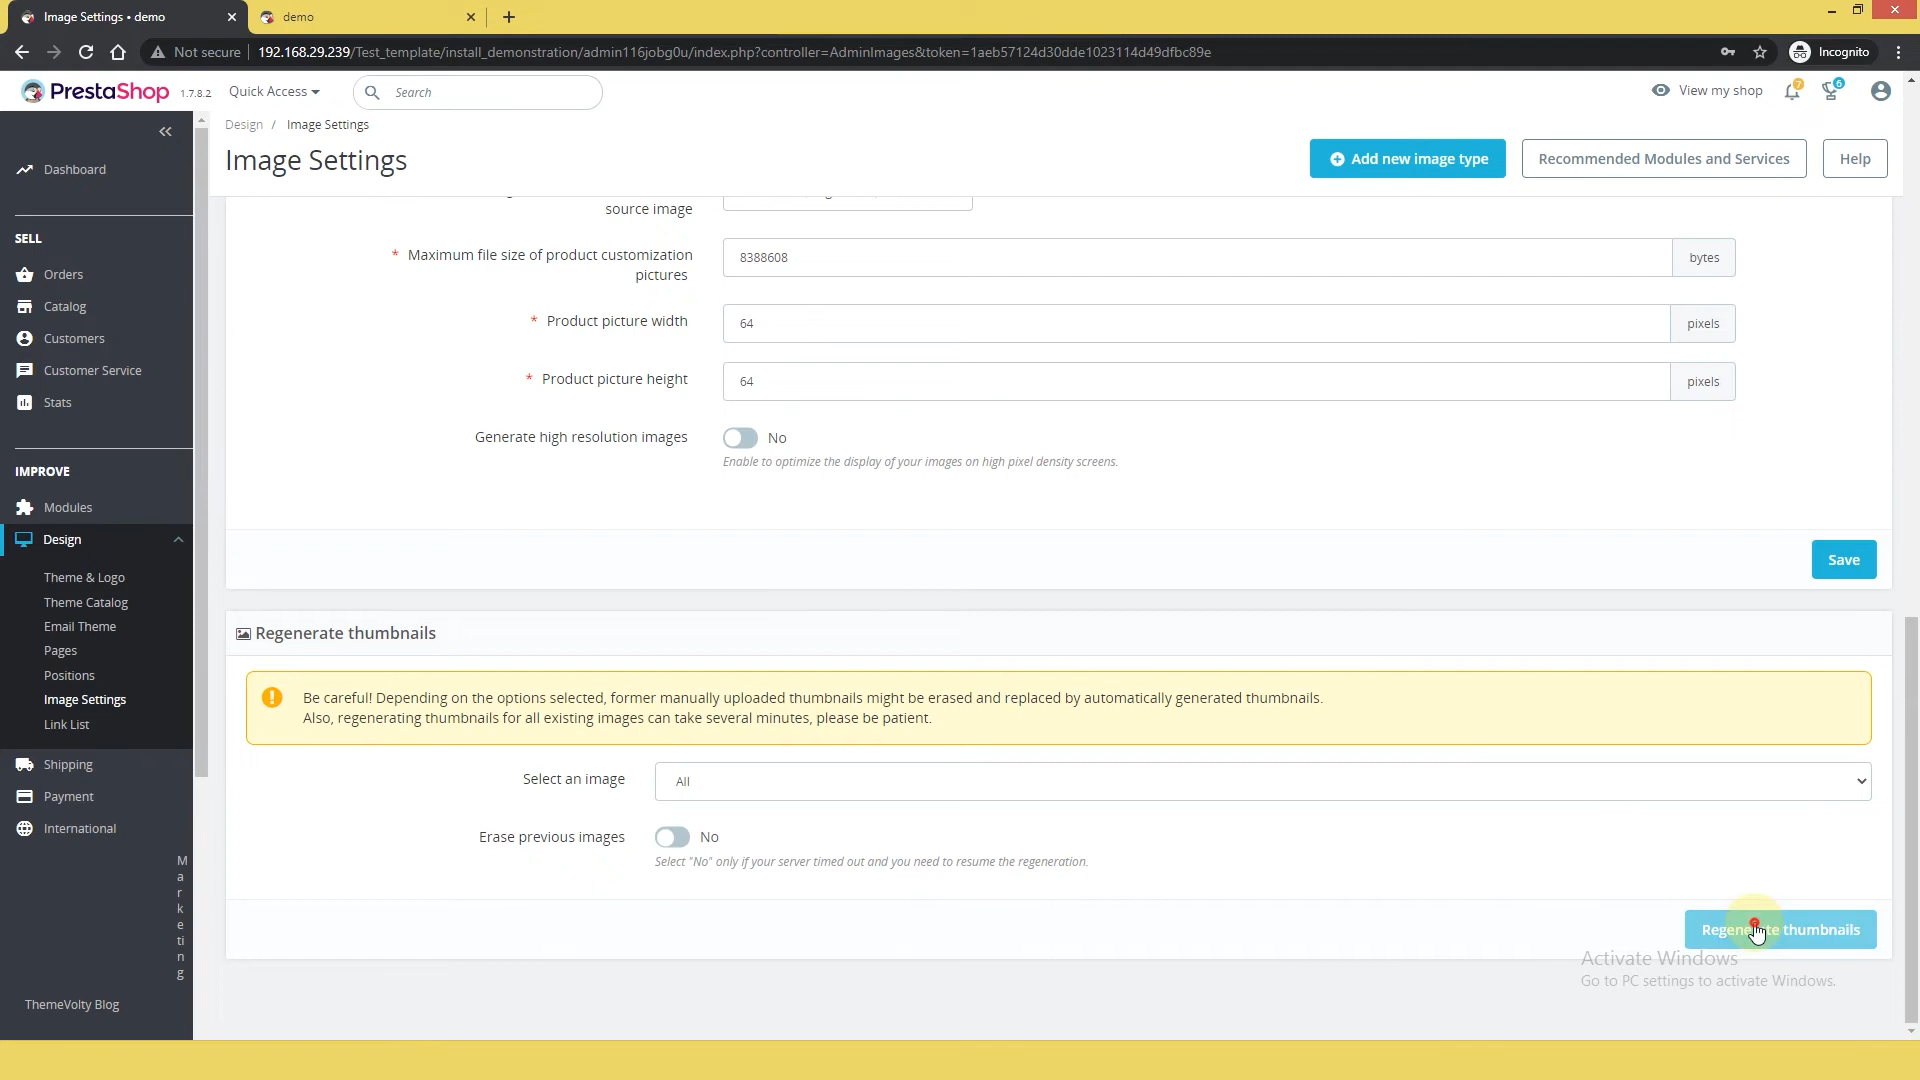 Image Settings • demo
demo
Not secure
192.168.29.239/Test_template/install_demonstration/admin116jobg0u/index.php?controller=AdminImages&token=1aeb57124d30dde1023114d49dfbc89e
Incognito
PrestaShop 1.7.8.2
Quick Access
Search
View my shop
7
6
Design / Image Settings
Image Settings
Add new image type
Recommended Modules and Services
Help
Dashboard
SELL
Orders
Catalog
Customers
Customer Service
Stats
IMPROVE
Modules
Design
Theme & Logo
Theme Catalog
Email Theme
Pages
Positions
Image Settings
Link List
Shipping
Payment
International
Marketing
ThemeVolty Blog
source image
* Maximum file size of product customization
pictures
8388608
bytes
* Product picture width
64
pixels
* Product picture height
64
pixels
Generate high resolution images
No
Enable to optimize the display of your images on high pixel density screens.
Save
Regenerate thumbnails
Be careful! Depending on the options selected, former manually uploaded thumbnails might be erased and replaced by automatically generated thumbnails.
Also, regenerating thumbnails for all existing images can take several minutes, please be patient.
Select an image
All
Erase previous images
No
Select "No" only if your server timed out and you need to resume the regeneration.
Regenerate thumbnails
Activate Windows
Go to PC settings to activate Windows.